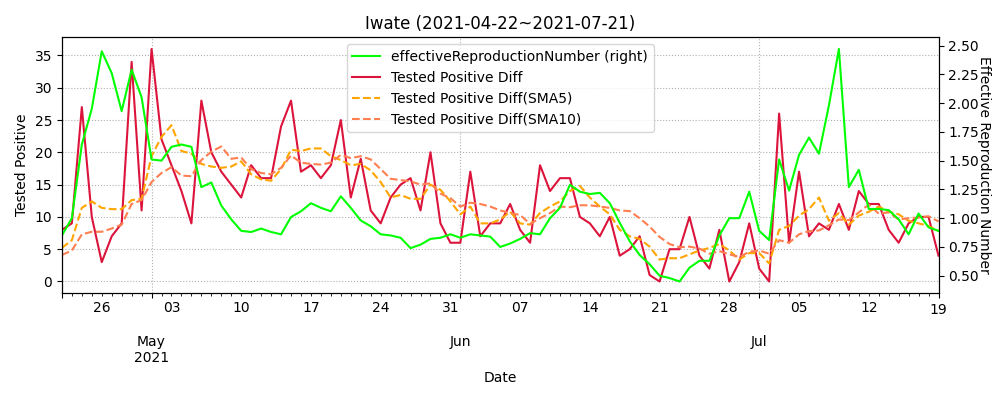 Iwate (2021-04-22~2021-07-21)
effectiveReproductionNumber (right)
Tested Positive Diff
Tested Positive Diff(SMA5)
Tested Positive Diff(SMA10)
Tested Positive
35
30
25
20
15
10
5
0
2.50
2.25
2.00
1.75
1.50
1.25
1.00
0.75
0.50
Effective Reproduction Number
26 03 10 17 24 31 07 14 21 28 05 12 19
May Jun Jul
2021
Date